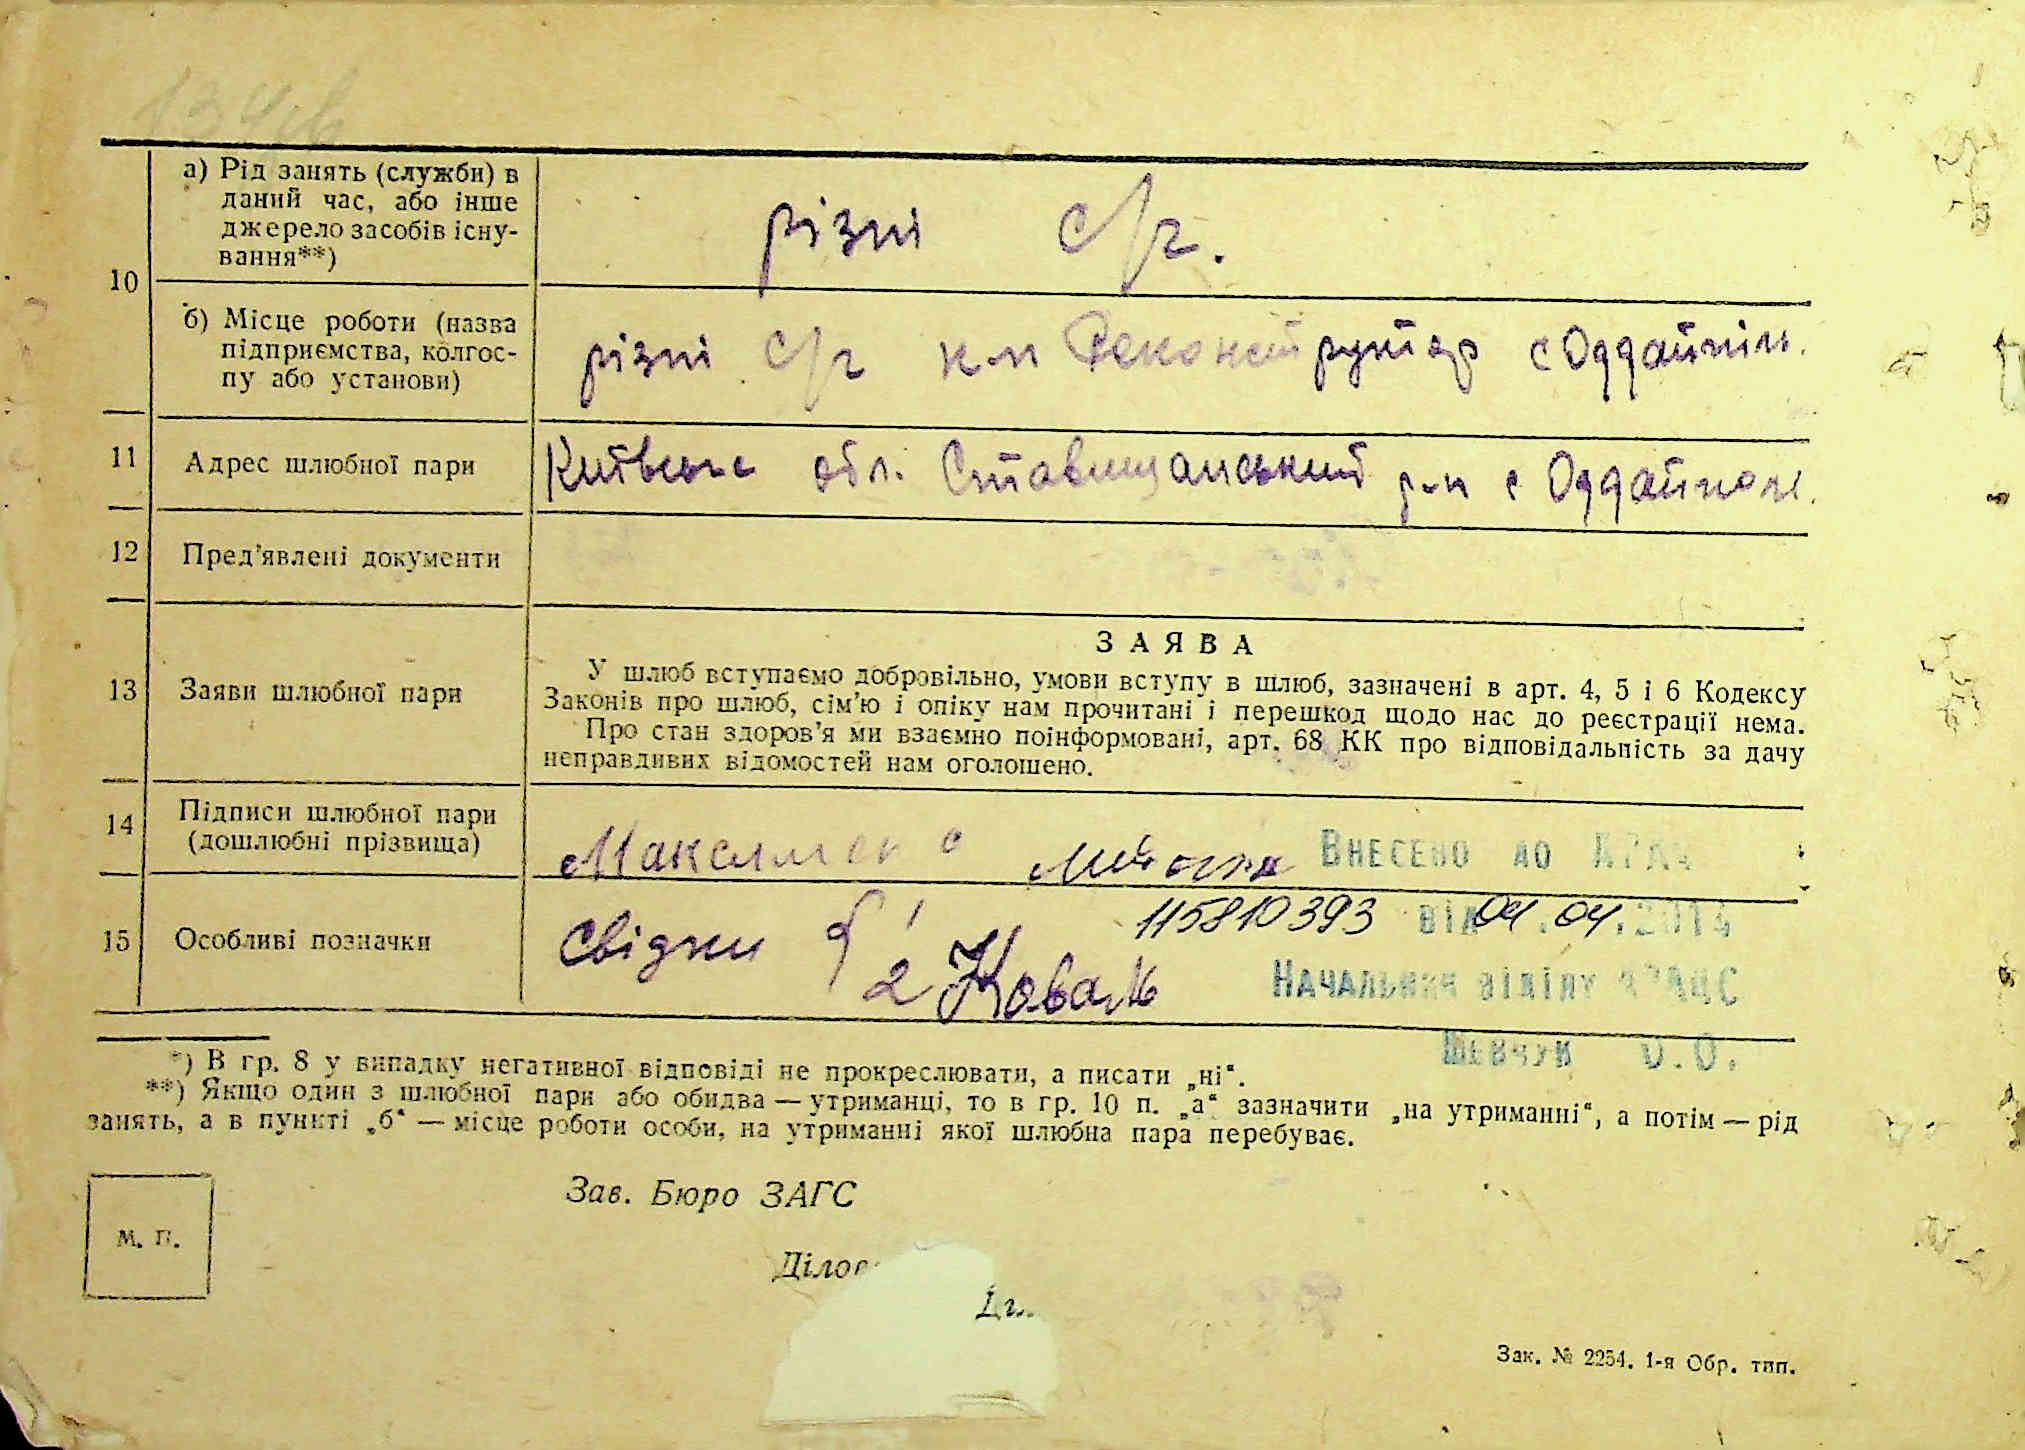 а) Рід занять (служби) в
даний час, або інше
джерело засобів існу-
вання**)
різні с/г.
10
б) Місце роботи (назва
підприємства, колгос-
пу або установи)
різні с/г к-п Реконструктор с Оддайпіль.
11
Адрес шлюбної пари
Київська обл. Ставищанський р-н с Оддайполе.
12
Пред'явлені документи
13
Заяви шлюбної пари
ЗАЯВА
У шлюб вступаємо добровільно, умови вступу в шлюб, зазначені в арт. 4, 5 і 6 Кодексу
Законів про шлюб, сім'ю і опіку нам прочитані і перешкод щодо нас до реєстрації нема.
Про стан здоров'я ми взаємно поінформовані, арт. 68 КК про відповідальність за дачу
неправдивих відомостей нам оголошено.
14
Підписи шлюбної пари
(дошлюбні прізвища)
Внесено до
115810393 від 04.04.2014
15
Особливі позначки
Свідки 1
2 Коваль
Начальник відділу
Шевчук О.О.
*) В гр. 8 у випадку негативної відповіді не прокреслювати, а писати „ні“.
**) Якщо один з шлюбної пари або обидва — утриманці, то в гр. 10 п. „а“ зазначити „на утриманні“, а потім — рід
занять, а в пункті „б“ — місце роботи особи, на утриманні якої шлюбна пара перебуває.
Зав. Бюро ЗАГС
М. П.
Зак. № 2254. 1-я Обр. тип.